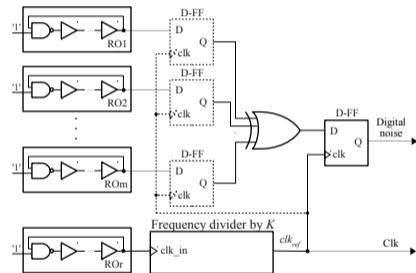 D-FF
'1'
RO1
D
Q
clk
D-FF
'1'
RO2
D
Q
clk
D-FF
D
Q
clk
Digital
noise
D-FF
'1'
ROm
D
Q
clk
Frequency divider by K
'1'
ROr
clk_in
clk_ref
Clk